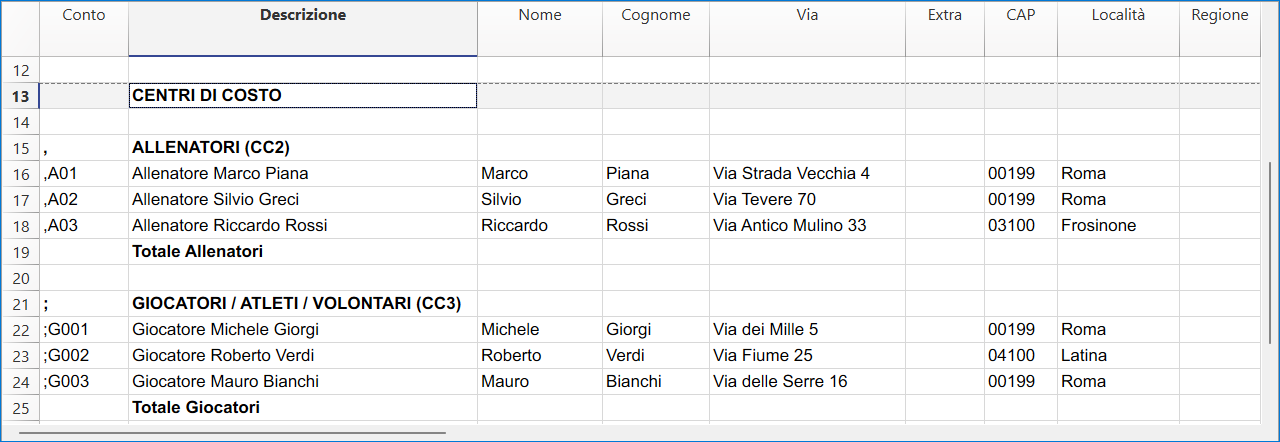 Conto Descrizione Nome Cognome Via Extra CAP Località Regione
12
13 CENTRI DI COSTO
14
15 , ALLENATORI (CC2)
16 ,A01 Allenatore Marco Piana Marco Piana Via Strada Vecchia 4 00199 Roma
17 ,A02 Allenatore Silvio Greci Silvio Greci Via Tevere 70 00199 Roma
18 ,A03 Allenatore Riccardo Rossi Riccardo Rossi Via Antico Mulino 33 03100 Frosinone
19 Totale Allenatori
20
21 ; GIOCATORI / ATLETI / VOLONTARI (CC3)
22 ;G001 Giocatore Michele Giorgi Michele Giorgi Via dei Mille 5 00199 Roma
23 ;G002 Giocatore Roberto Verdi Roberto Verdi Via Fiume 25 04100 Latina
24 ;G003 Giocatore Mauro Bianchi Mauro Bianchi Via delle Serre 16 00199 Roma
25 Totale Giocatori